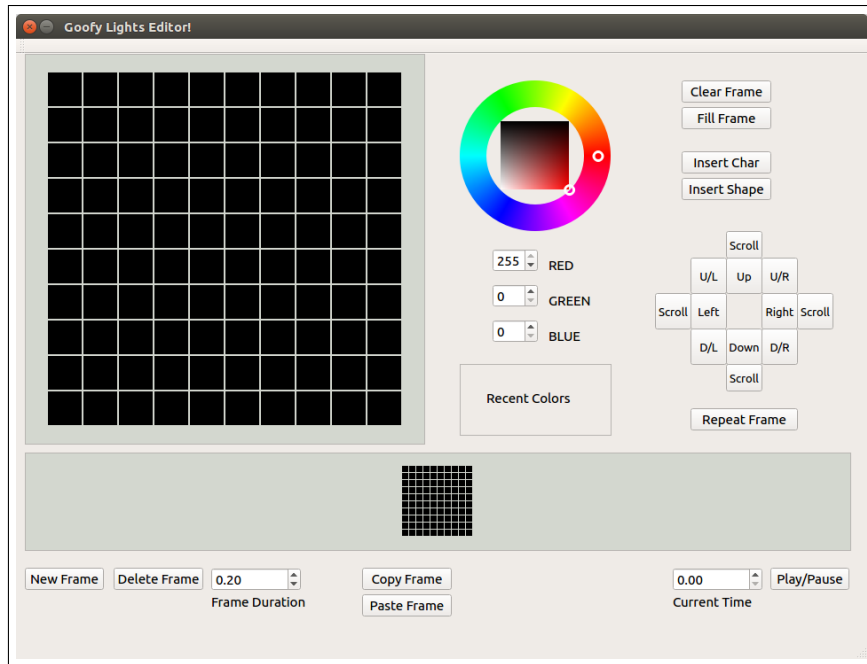 Goofy Lights Editor!
Clear Frame
Fill Frame
Insert Char
Insert Shape
255 RED
0 GREEN
0 BLUE
Recent Colors
Scroll
U/L Up U/R
Scroll Left Right Scroll
D/L Down D/R
Scroll
Repeat Frame
New Frame Delete Frame 0.20 Copy Frame 0.00 Play/Pause
Frame Duration Paste Frame Current Time